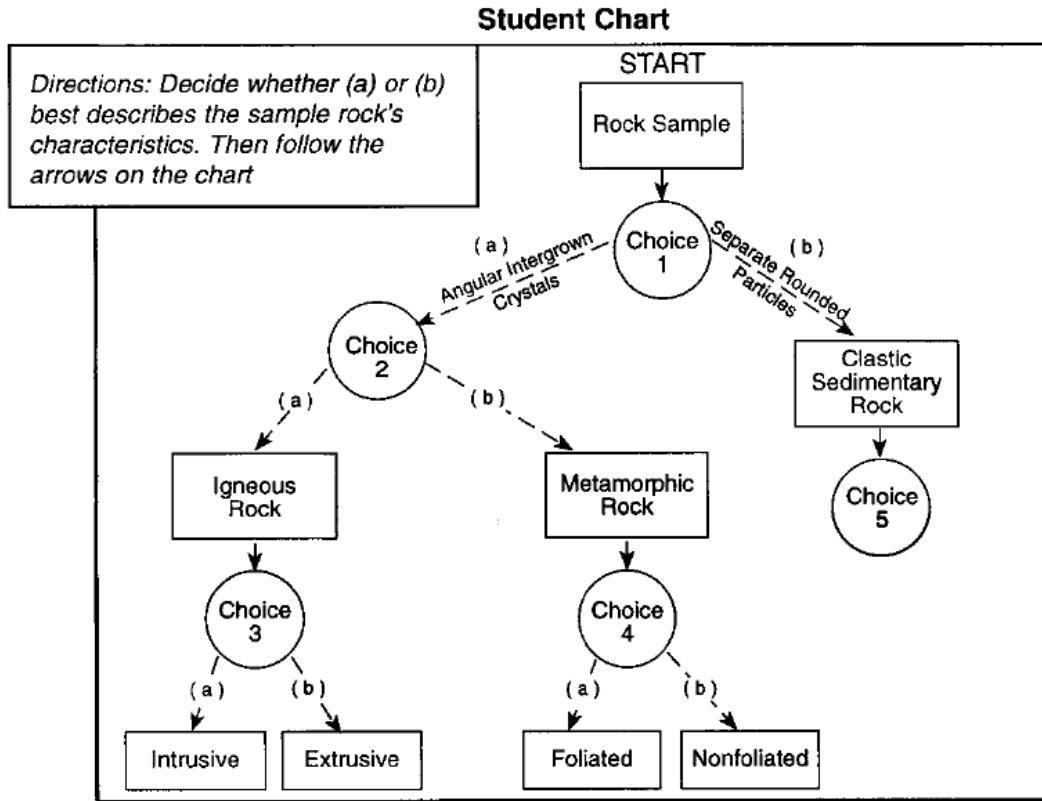 Student Chart
Directions: Decide whether (a) or (b)
best describes the sample rock's
characteristics. Then follow the
arrows on the chart
START
Rock Sample
Choice
1
(a)
Angular Intergrown
Crystals
(b)
Separate Rounded
Particles
Choice
2
Clastic
Sedimentary
Rock
(a)
(b)
Igneous
Rock
Metamorphic
Rock
Choice
5
Choice
3
Choice
4
(a)
(b)
(a)
(b)
Intrusive
Extrusive
Foliated
Nonfoliated